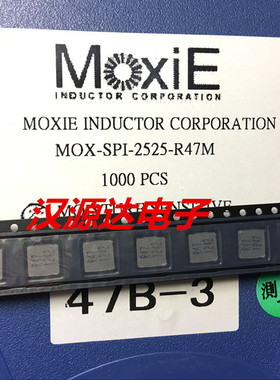 MOXIE
INDUCTOR CORPORATION
MOXIE INDUCTOR CORPORATION
MOX-SPI-2525-R47M
1000 PCS
汉源达电子
47B-3
测